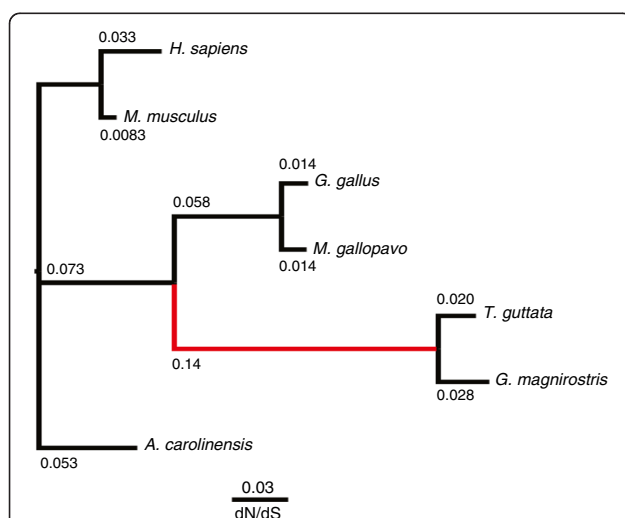 0.033
H. sapiens
M. musculus
0.0083
0.014
G. gallus
0.058
M. gallopavo
0.014
0.073
0.020
T. guttata
0.14
G. magnirostris
0.028
A. carolinensis
0.053
0.03
dN/dS